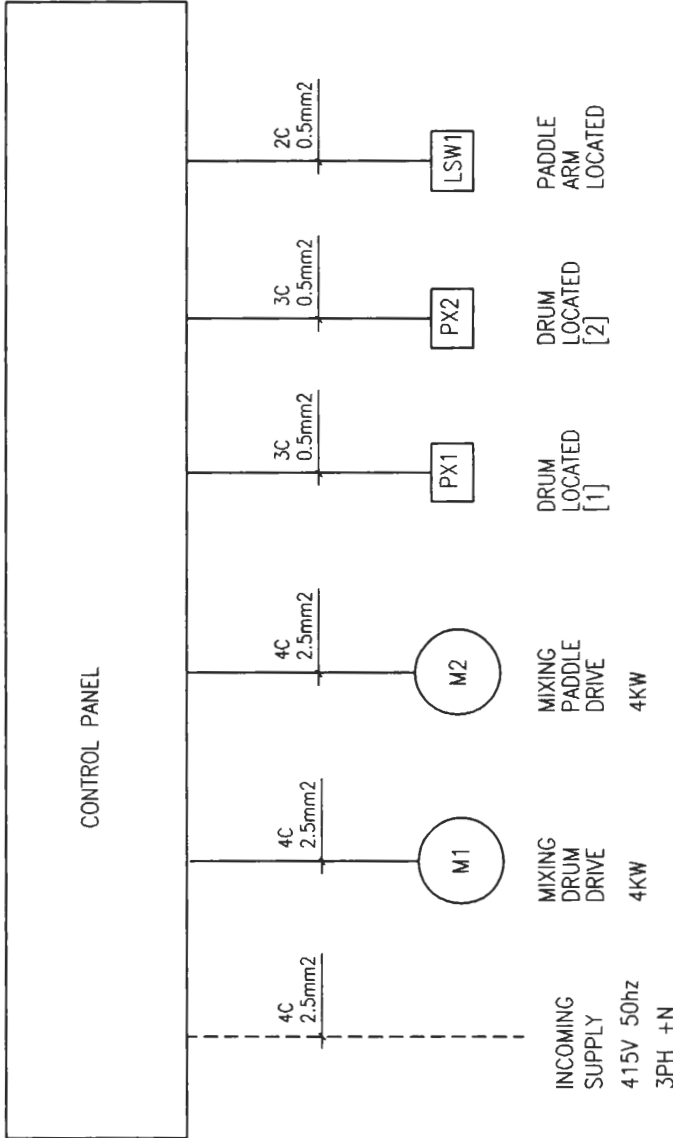 CONTROL PANEL
4C
2.5mm2
4C
2.5mm2
4C
2.5mm2
3C
0.5mm2
3C
0.5mm2
2C
0.5mm2
M1
M2
PX1
PX2
LSW1
INCOMING
SUPPLY
415V 50hz
3PH +N
MIXING
DRUM
DRIVE
4KW
MIXING
PADDLE
DRIVE
4KW
DRUM
LOCATED
[1]
DRUM
LOCATED
[2]
PADDLE
ARM
LOCATED